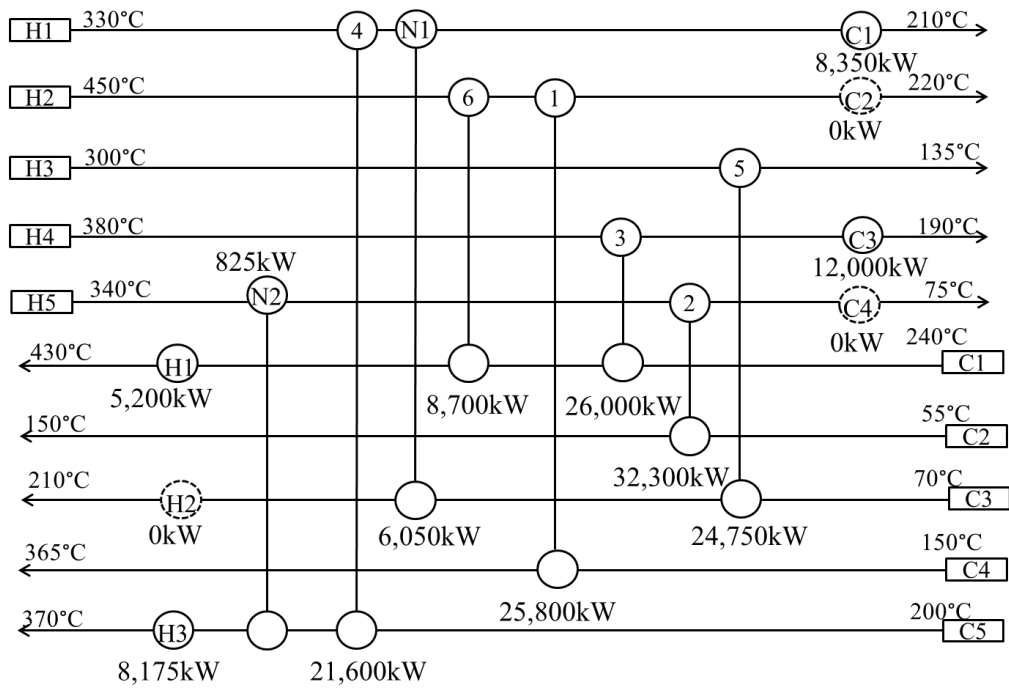 H1 330°C 4 N1 C1 210°C
8,350kW
H2 450°C 6 1 C2 220°C
0kW
H3 300°C 5 135°C
H4 380°C 3 C3 190°C
825kW 12,000kW
H5 340°C N2 2 C4 75°C
0kW
430°C H1 240°C C1
5,200kW 8,700kW 26,000kW
150°C 55°C C2
32,300kW
210°C H2 70°C C3
0kW 6,050kW 24,750kW
365°C 150°C C4
25,800kW
370°C H3 200°C C5
8,175kW 21,600kW